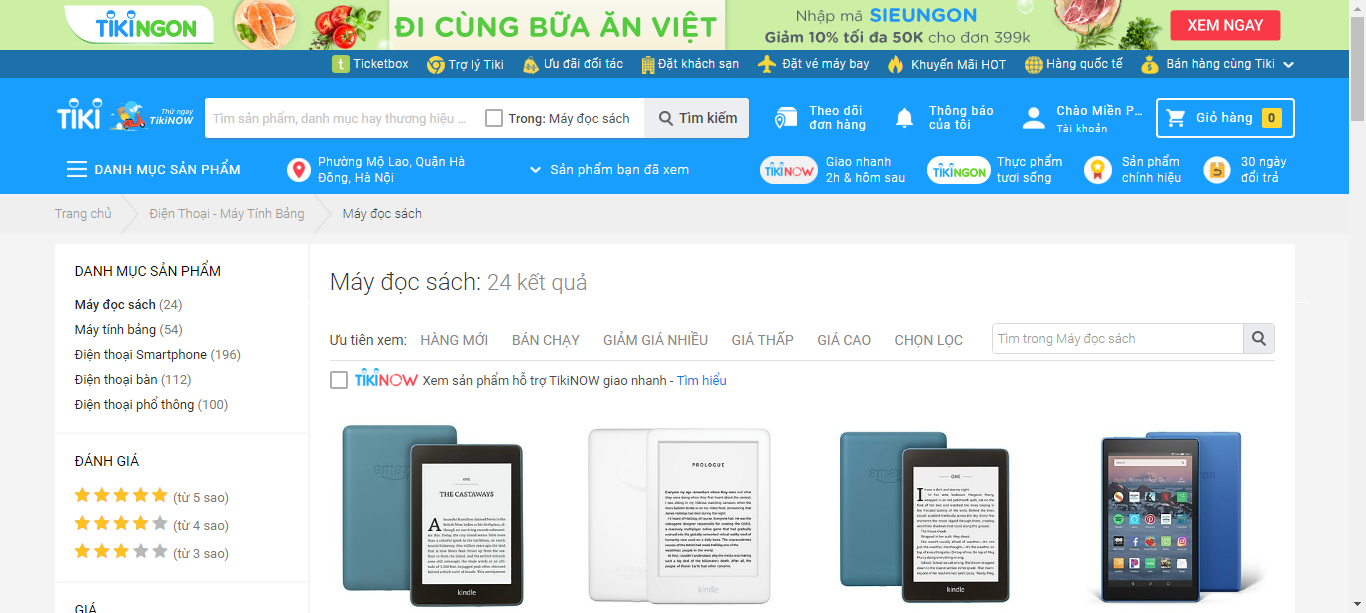 TIKINGON
ĐI CÙNG BỮA ĂN VIỆT
Nhập mã SIEUNGON
Giảm 10% tối đa 50K cho đơn 399k
XEM NGAY
Ticketbox Trợ lý Tiki Ưu đãi đối tác Đặt khách sạn Đặt vé máy bay Khuyến Mãi HOT Hàng quốc tế Bán hàng cùng Tiki
TIKI
Thử ngay
TikiNOW
Tìm sản phẩm, danh mục hay thương hiệu ...
Trong: Máy đọc sách
Tìm kiếm
Theo dõi
đơn hàng
Thông báo
của tôi
Chào Miền P...
Tài khoản
Giỏ hàng 0
DANH MỤC SẢN PHẨM
Phường Mộ Lao, Quận Hà
Đông, Hà Nội
Sản phẩm bạn đã xem
TIKINOW
Giao nhanh
2h & hôm sau
TIKINGON
Thực phẩm
tươi sống
Sản phẩm
chính hiệu
30 ngày
đổi trả
Trang chủ Điện Thoại - Máy Tính Bảng Máy đọc sách
DANH MỤC SẢN PHẨM
Máy đọc sách (24)
Máy tính bảng (54)
Điện thoại Smartphone (196)
Điện thoại bàn (112)
Điện thoại phổ thông (100)
ĐÁNH GIÁ
(từ 5 sao)
(từ 4 sao)
(từ 3 sao)
GIÁ
Máy đọc sách: 24 kết quả
Ưu tiên xem: HÀNG MỚI BÁN CHẠY GIẢM GIÁ NHIỀU GIÁ THẤP GIÁ CAO CHỌN LỌC
Tìm trong Máy đọc sách
TIKINOW Xem sản phẩm hỗ trợ TikiNOW giao nhanh - Tìm hiểu
THE CASTAWAYS
kindle
PROLOGUE
kindle
ONE
kindle